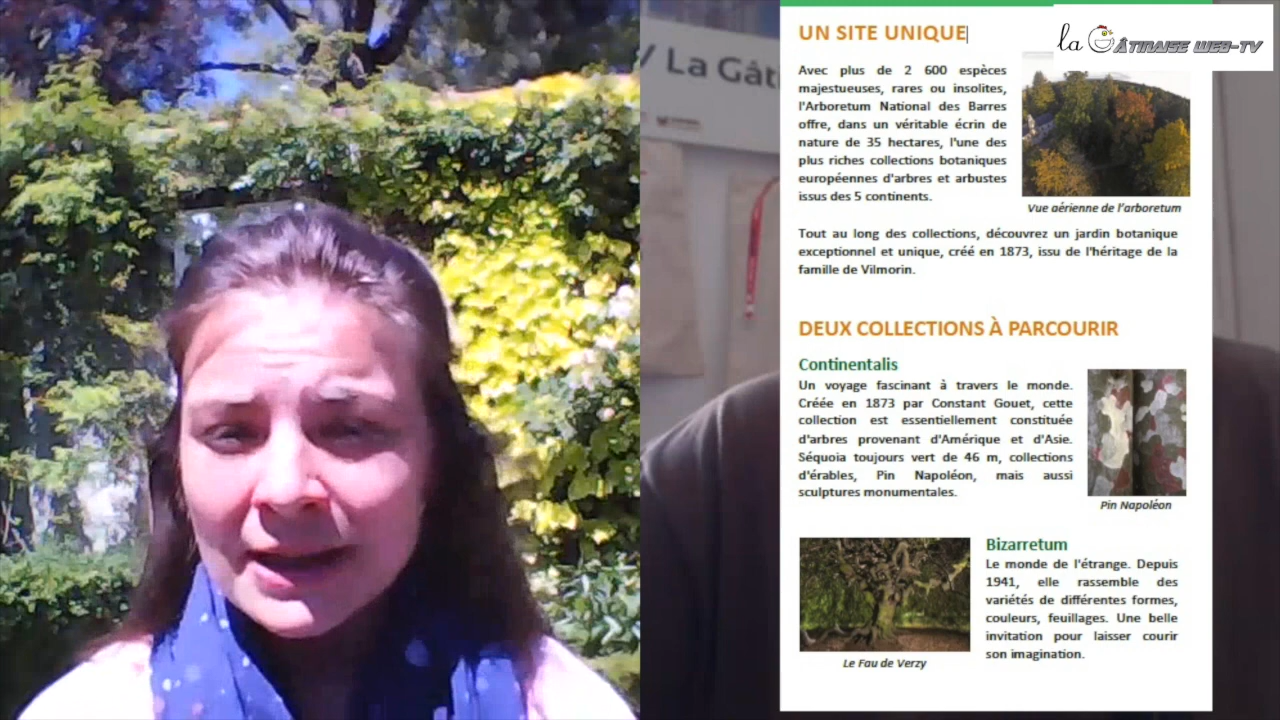 UN SITE UNIQUE
la GÂTINAISE WEB-TV
/ La Gâti
Avec plus de 2 600 espèces
majestueuses, rares ou insolites,
l'Arboretum National des Barres
offre, dans un véritable écrin de
nature de 35 hectares, l'une des
plus riches collections botaniques
européennes d'arbres et arbustes
issus des 5 continents.
Vue aérienne de l'arboretum
Tout au long des collections, découvrez un jardin botanique
exceptionnel et unique, créé en 1873, issu de l'héritage de la
famille de Vilmorin.
DEUX COLLECTIONS À PARCOURIR
Continentalis
Un voyage fascinant à travers le monde.
Créée en 1873 par Constant Gouet, cette
collection est essentiellement constituée
d'arbres provenant d'Amérique et d'Asie.
Séquoia toujours vert de 46 m, collections
d'érables, Pin Napoléon, mais aussi
sculptures monumentales.
Pin Napoléon
Bizarretum
Le monde de l'étrange. Depuis
1941, elle rassemble des
variétés de différentes formes,
couleurs, feuillages. Une belle
invitation pour laisser courir
son imagination.
Le Fau de Verzy